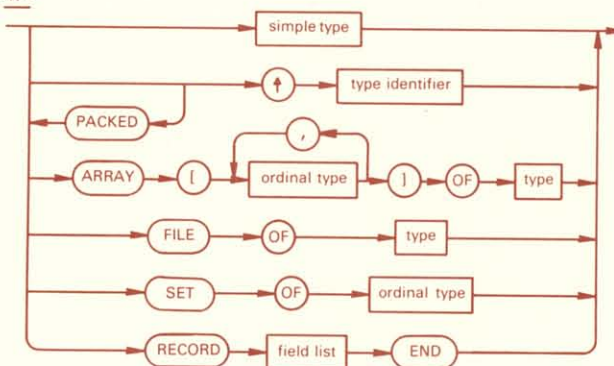 simple type
↑ type identifier
PACKED
,
ARRAY [ ordinal type ] OF type
FILE OF type
SET OF ordinal type
RECORD field list END